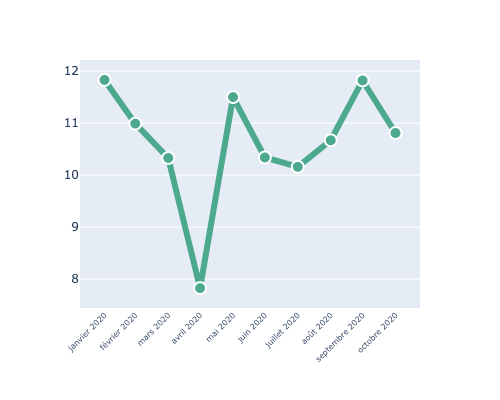 12
11
10
9
8
janvier 2020
février 2020
mars 2020
avril 2020
mai 2020
juin 2020
juillet 2020
août 2020
septembre 2020
octobre 2020